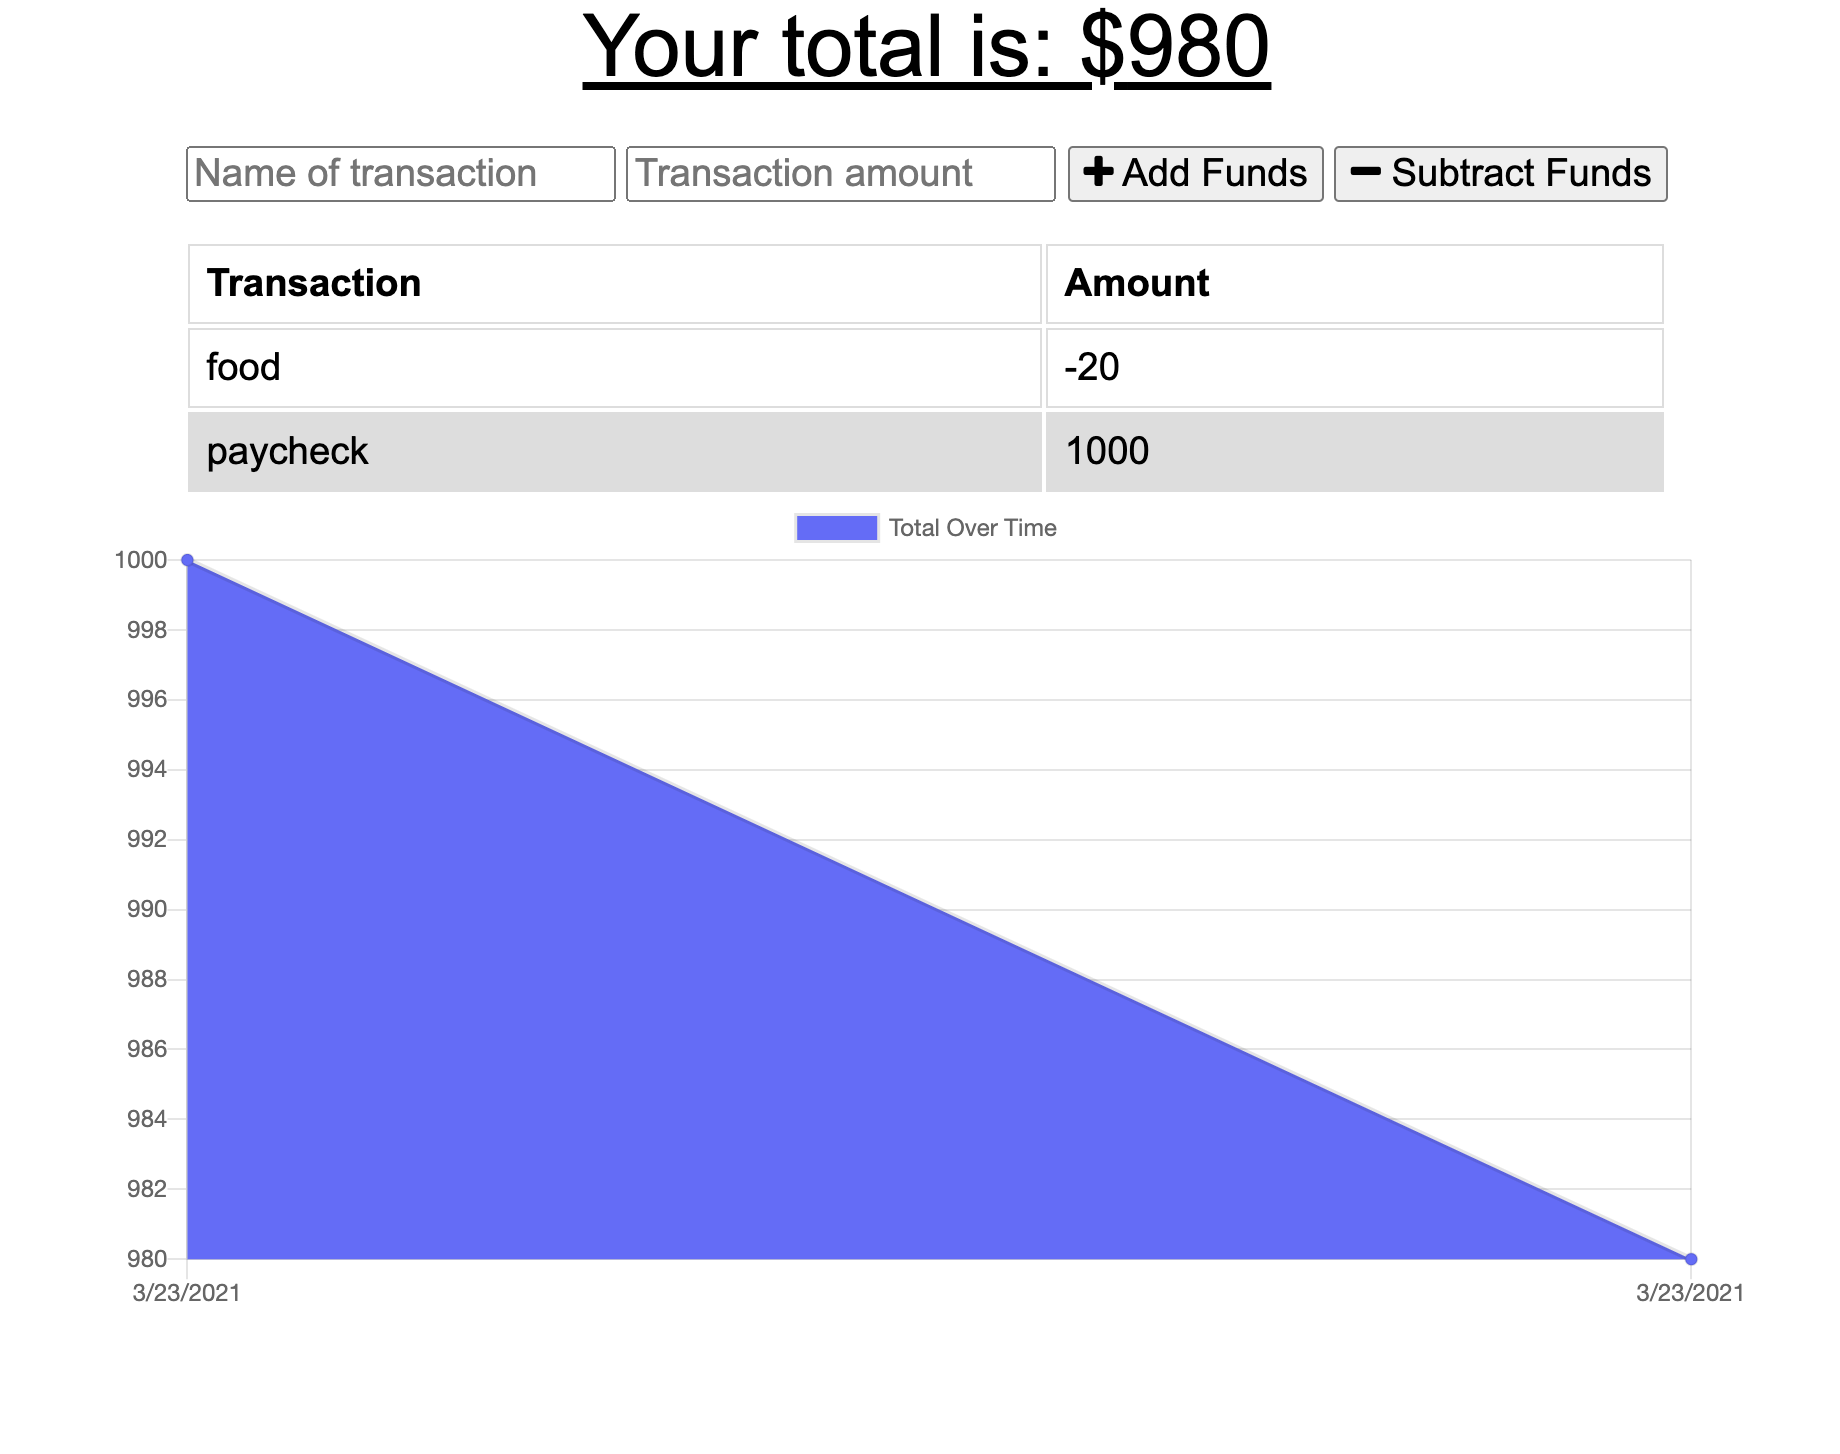 Your total is: $980
Name of transaction Transaction amount + Add Funds − Subtract Funds
Transaction Amount
food -20
paycheck 1000
Total Over Time
1000
998
996
994
992
990
988
986
984
982
980
3/23/2021 3/23/2021